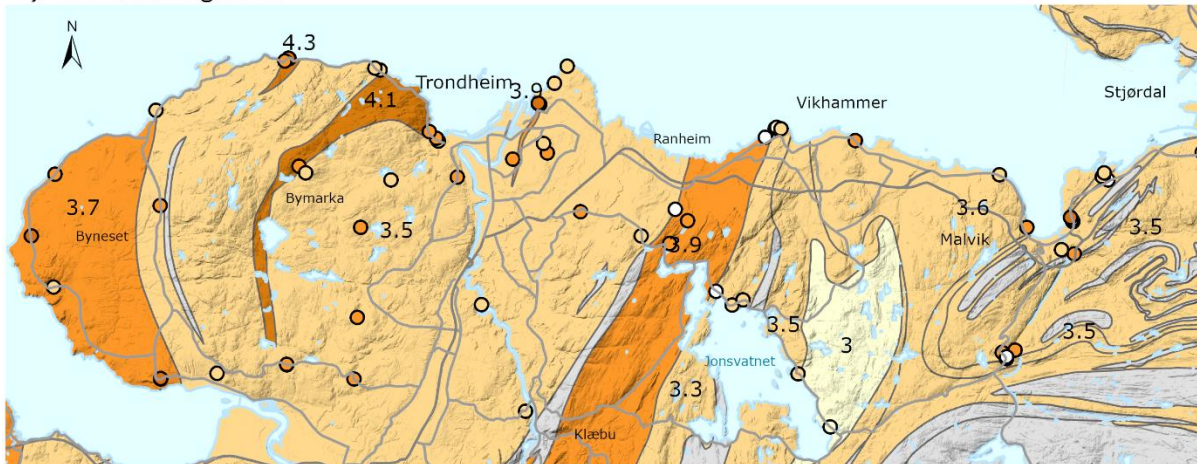 N
4.3
Trondheim
3.9
4.1
Vikhammer
Stjørdal
Ranheim
Bymarka
3.7
Byneset
3.5
3.6
3.5
3.9
Malvik
3.5
3
3.5
Jonsvatnet
3.3
Klæbu